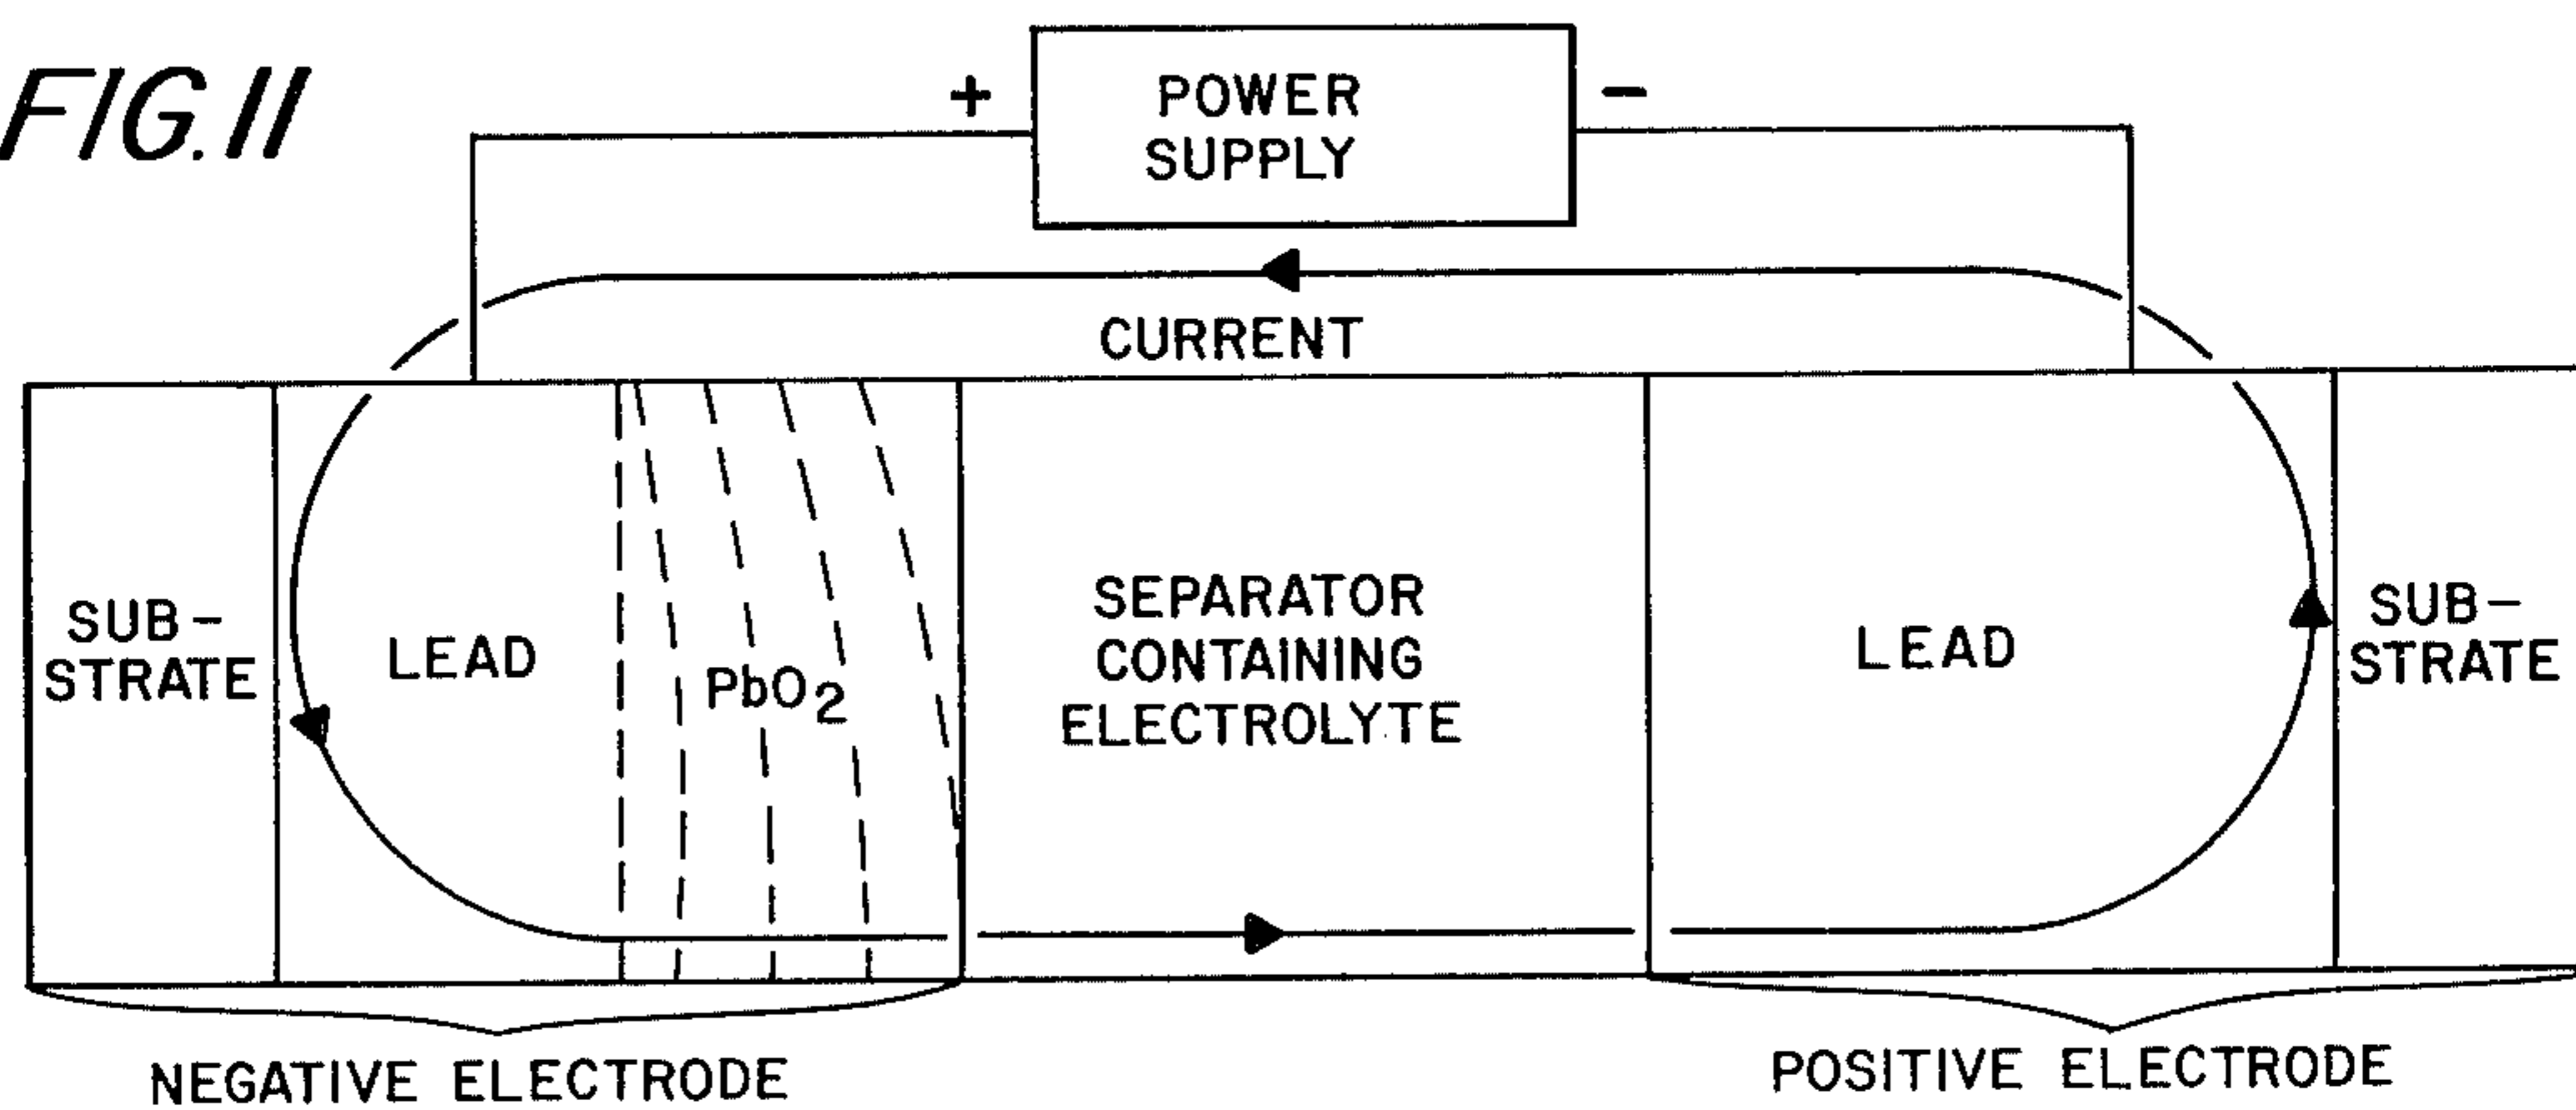 FIG. 11
+
POWER
SUPPLY
−
CURRENT
SUB-
STRATE
LEAD
PbO2
SEPARATOR
CONTAINING
ELECTROLYTE
LEAD
SUB-
STRATE
NEGATIVE ELECTRODE
POSITIVE ELECTRODE